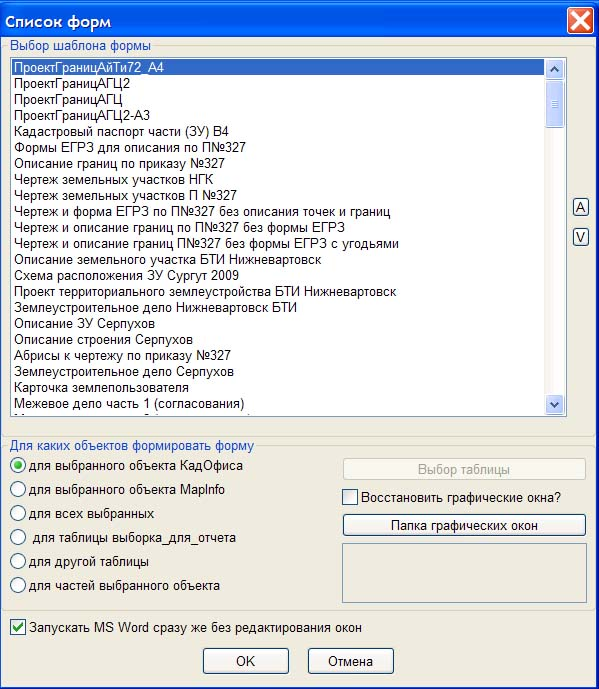 Список форм
Выбор шаблона формы
ПроектГраницАйТи72_А4
ПроектГраницАГЦ2
ПроектГраницАГЦ
ПроектГраницАГЦ2-А3
Кадастровый паспорт части (ЗУ) В4
Формы ЕГРЗ для описания по П№327
Описание границ по приказу №327
Чертеж земельных участков НГК
Чертеж земельных участков П №327
Чертеж и форма ЕГРЗ по П№327 без описания точек и границ
Чертеж и описание границ по П№327 без формы ЕГРЗ
Чертеж и описание границ П№327 без формы ЕГРЗ с угодьями
Описание земельного участка БТИ Нижневартовск
Схема расположения ЗУ Сургут 2009
Проект территориального землеустройства БТИ Нижневартовск
Землеустроительное дело Нижневартовск БТИ
Описание ЗУ Серпухов
Описание строения Серпухов
Абрисы к чертежу по приказу №327
Землеустроительное дело Серпухов
Карточка землепользователя
Межевое дело часть 1 (согласования)
А
V
Для каких объектов формировать форму
для выбранного объекта КадОфиса
для выбранного объекта MapInfo
для всех выбранных
для таблицы выборка_для_отчета
для другой таблицы
для частей выбранного объекта
Выбор таблицы
Восстановить графические окна?
Папка графических окон
Запускать MS Word сразу же без редактирования окон
OK
Отмена